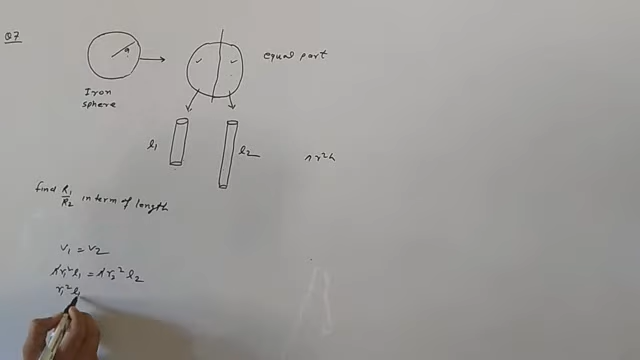 Q7
r
equal part
Iron
sphere
l₁
l₂
πr²h
find R₁/R₂ in term of length
V₁ = V₂
πr₁²l₁ = πr₂²l₂
r₁²l₁